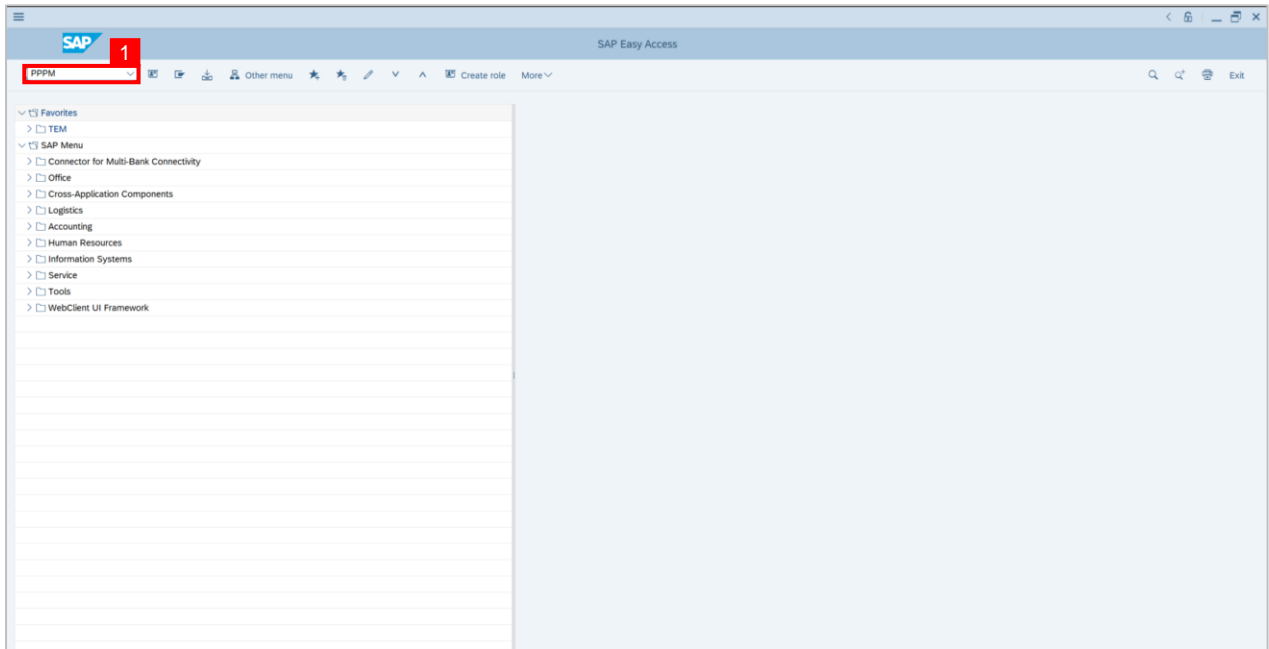 SAP Easy Access
SAP
1
PPPM
Other menu
Create role
More
Exit
Favorites
TEM
SAP Menu
Connector for Multi-Bank Connectivity
Office
Cross-Application Components
Logistics
Accounting
Human Resources
Information Systems
Service
Tools
WebClient UI Framework